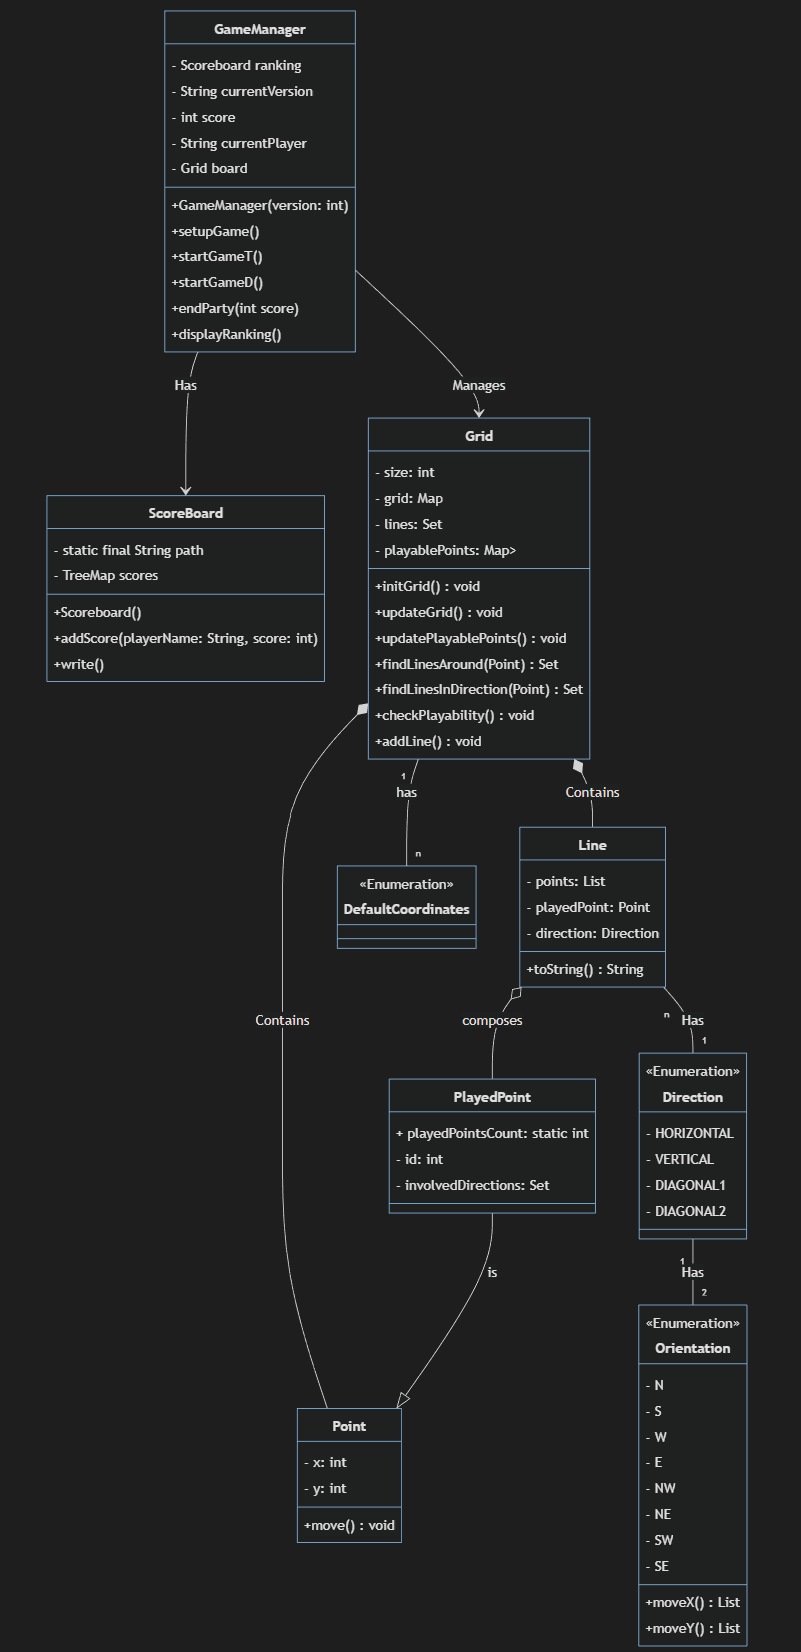 GameManager
- Scoreboard ranking
- String currentVersion
- int score
- String currentPlayer
- Grid board
+GameManager(version: int)
+setupGame()
+startGameT()
+startGameD()
+endParty(int score)
+displayRanking()
Has
Manages
ScoreBoard
- static final String path
- TreeMap scores
+Scoreboard()
+addScore(playerName: String, score: int)
+write()
Grid
- size: int
- grid: Map
- lines: Set
- playablePoints: Map>
+initGrid() : void
+updateGrid() : void
+updatePlayablePoints() : void
+findLinesAround(Point) : Set
+findLinesInDirection(Point) : Set
+checkPlayability() : void
+addLine() : void
1
has
n
Contains
«Enumeration»
DefaultCoordinates
Line
- points: List
- playedPoint: Point
- direction: Direction
+toString() : String
Contains
composes
n
Has
1
PlayedPoint
+ playedPointsCount: static int
- id: int
- involvedDirections: Set
«Enumeration»
Direction
- HORIZONTAL
- VERTICAL
- DIAGONAL1
- DIAGONAL2
is
1
Has
2
Point
- x: int
- y: int
+move() : void
«Enumeration»
Orientation
- N
- S
- W
- E
- NW
- NE
- SW
- SE
+moveX() : List
+moveY() : List